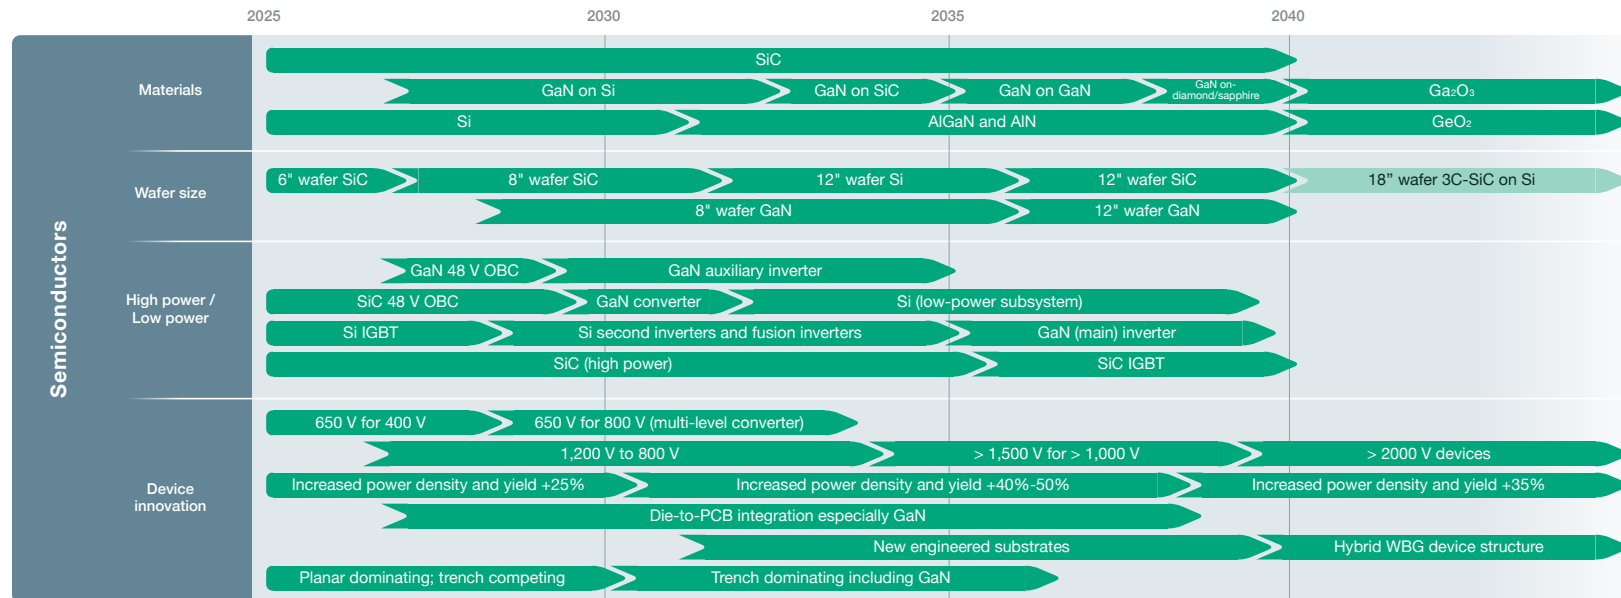 2025 2030 2035 2040
Semiconductors
Materials
SiC
GaN on Si GaN on SiC GaN on GaN GaN on-
diamond/sapphire Ga₂O₃
Si AlGaN and AlN GeO₂
Wafer size
6" wafer SiC 8" wafer SiC 12" wafer Si 12" wafer SiC 18” wafer 3C-SiC on Si
8" wafer GaN 12" wafer GaN
High power /
Low power
GaN 48 V OBC GaN auxiliary inverter
SiC 48 V OBC GaN converter Si (low-power subsystem)
Si IGBT Si second inverters and fusion inverters GaN (main) inverter
SiC (high power) SiC IGBT
Device
innovation
650 V for 400 V 650 V for 800 V (multi-level converter)
1,200 V to 800 V > 1,500 V for > 1,000 V > 2000 V devices
Increased power density and yield +25% Increased power density and yield +40%-50% Increased power density and yield +35%
Die-to-PCB integration especially GaN
New engineered substrates Hybrid WBG device structure
Planar dominating; trench competing Trench dominating including GaN